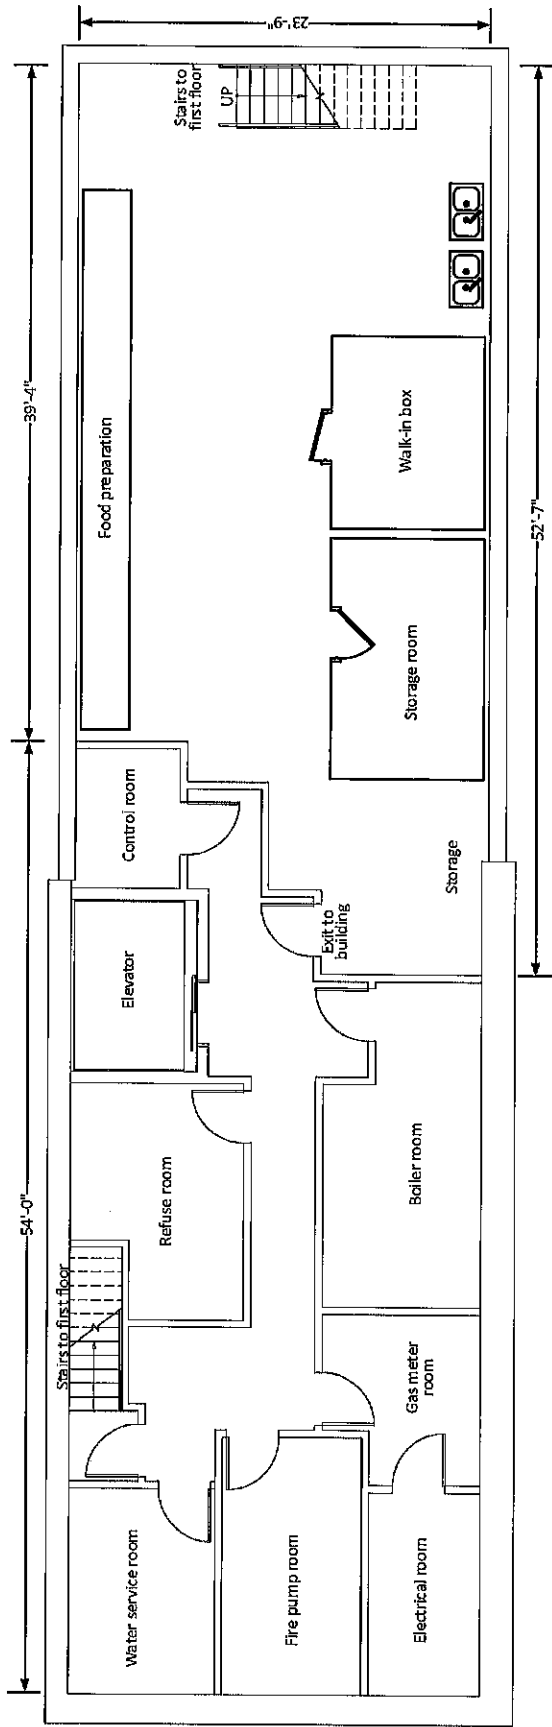 23'-9"
39'-4"
54'-0"
52'-7"
Stairs to
first floor
UP
Food preparation
Walk-in box
Storage room
Control room
Storage
Elevator
Exit to
building
Refuse room
Boiler room
Stairs to first floor
Gas meter
room
Water service room
Fire pump room
Electrical room